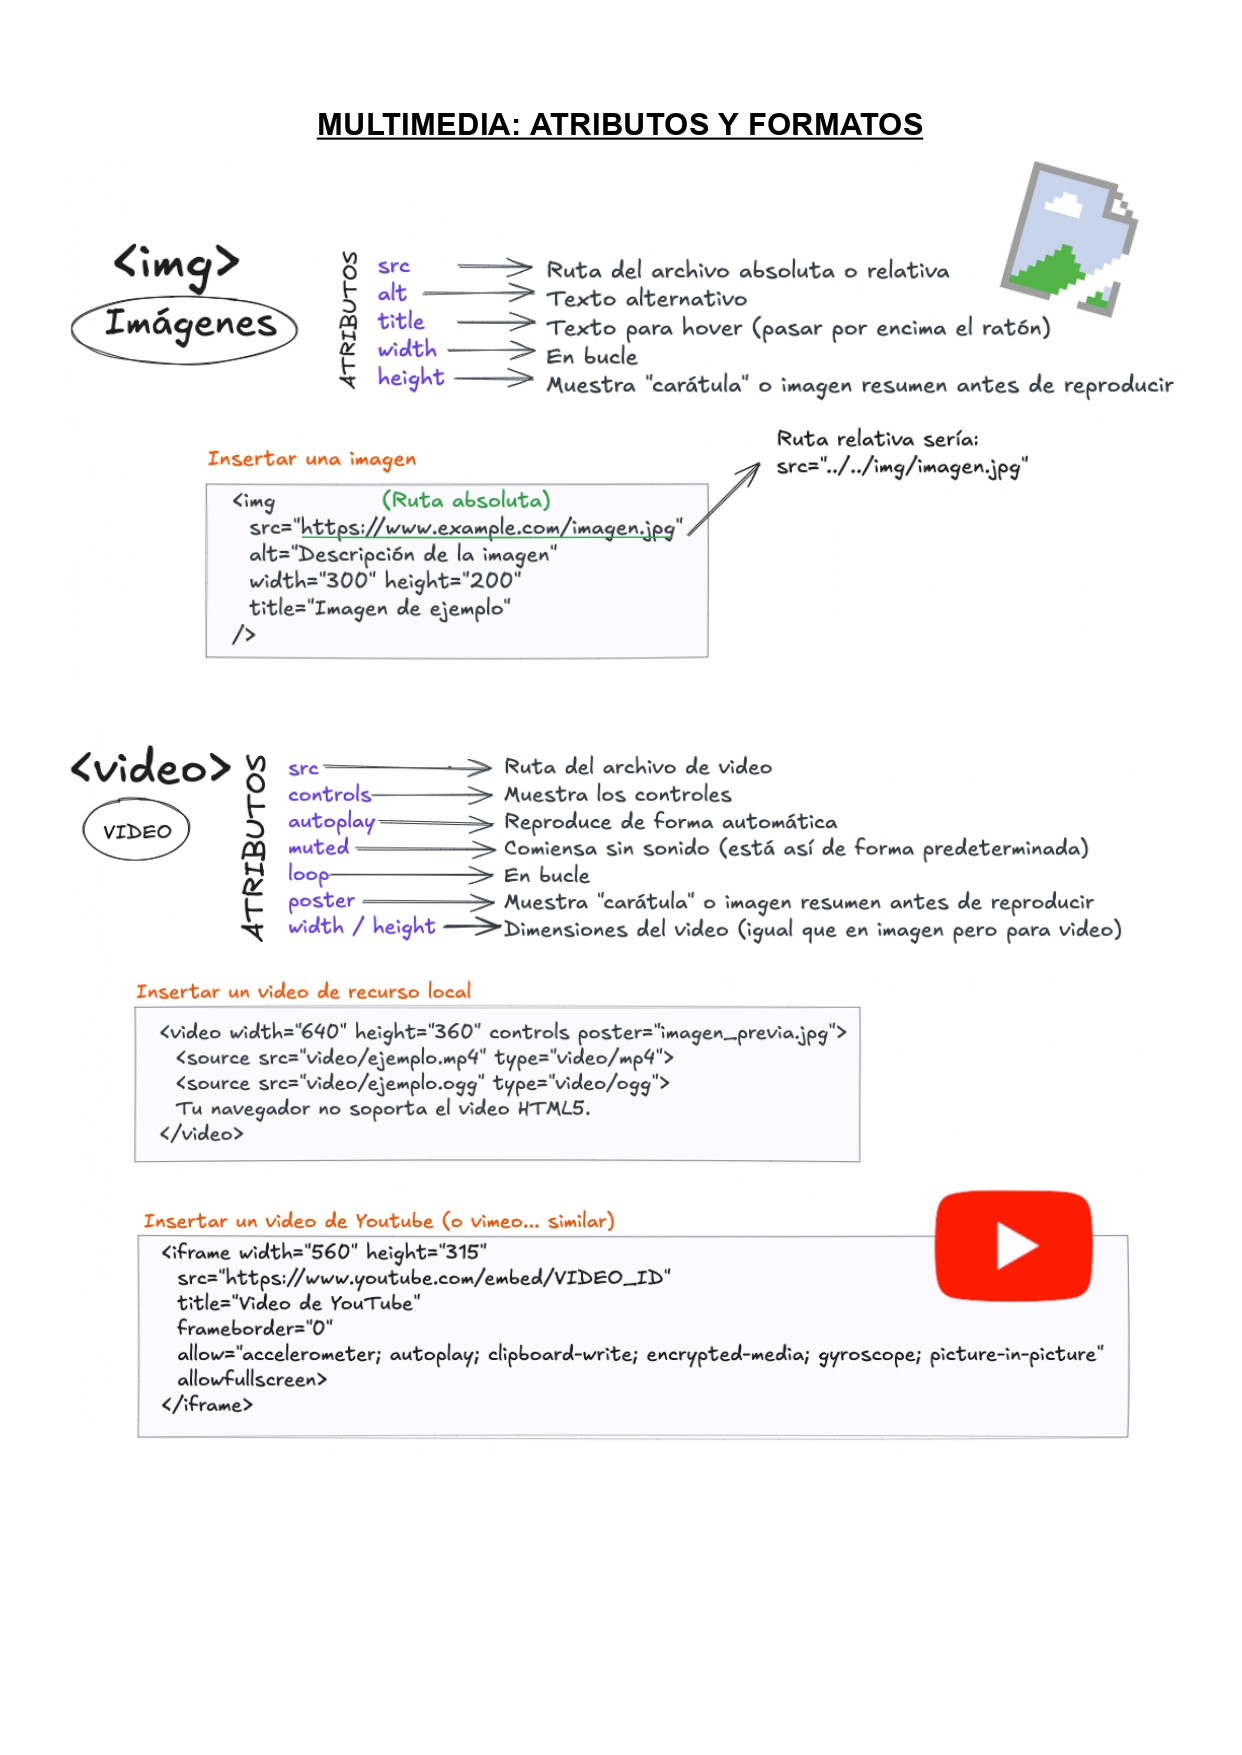 MULTIMEDIA: ATRIBUTOS Y FORMATOS
<img>
Imágenes
ATRIBUTOS
src Ruta del archivo absoluta o relativa
alt Texto alternativo
title Texto para hover (pasar por encima el ratón)
width En bucle
height Muestra "carátula" o imagen resumen antes de reproducir
Ruta relativa sería:
src="../../img/imagen.jpg"
Insertar una imagen
<img (Ruta absoluta)
src="https://www.example.com/imagen.jpg"
alt="Descripción de la imagen"
width="300" height="200"
title="Imagen de ejemplo"
/>
<video>
VIDEO
ATRIBUTOS
src Ruta del archivo de video
controls Muestra los controles
autoplay Reproduce de forma automática
muted Comiensa sin sonido (está así de forma predeterminada)
loop En bucle
poster Muestra "carátula" o imagen resumen antes de reproducir
width / height Dimensiones del video (igual que en imagen pero para video)
Insertar un video de recurso local
<video width="640" height="360" controls poster="imagen_previa.jpg">
<source src="video/ejemplo.mp4" type="video/mp4">
<source src="video/ejemplo.ogg" type="video/ogg">
Tu navegador no soporta el video HTML5.
</video>
Insertar un video de Youtube (o vimeo... similar)
<iframe width="560" height="315"
src="https://www.youtube.com/embed/VIDEO_ID"
title="Video de YouTube"
frameborder="0"
allow="accelerometer; autoplay; clipboard-write; encrypted-media; gyroscope; picture-in-picture"
allowfullscreen>
</iframe>